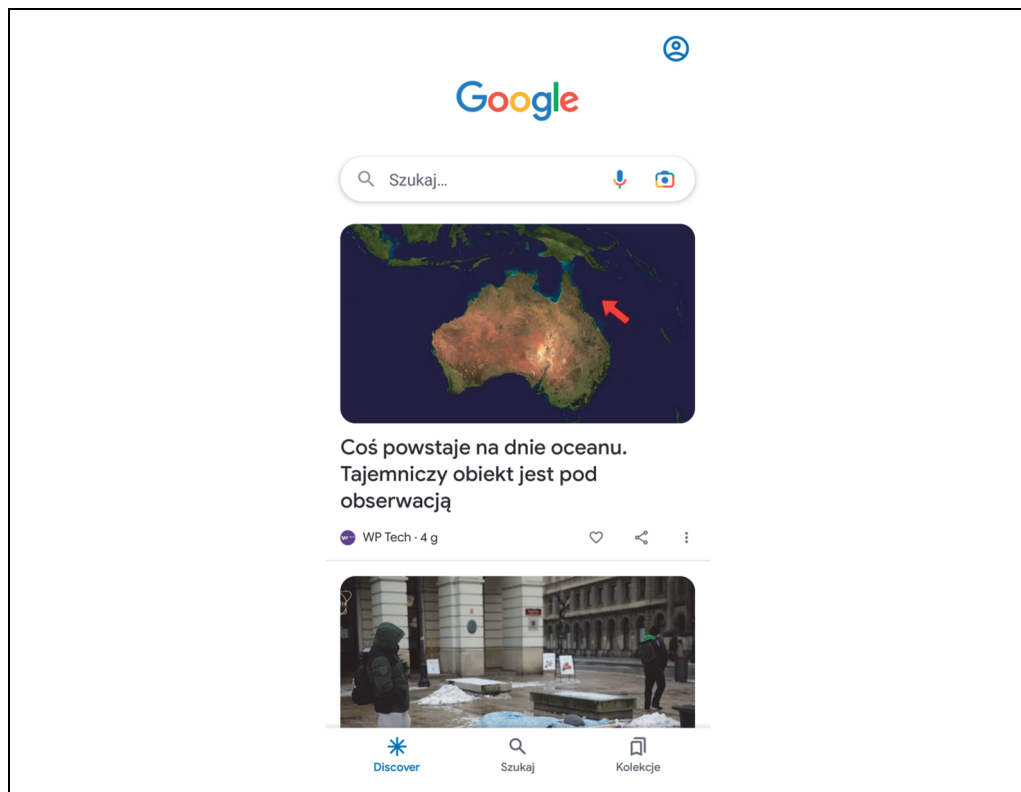 Google
Szukaj...
Coś powstaje na dnie oceanu.
Tajemniczy obiekt jest pod
obserwacją
WP Tech · 4 g
Discover
Szukaj
Kolekcje